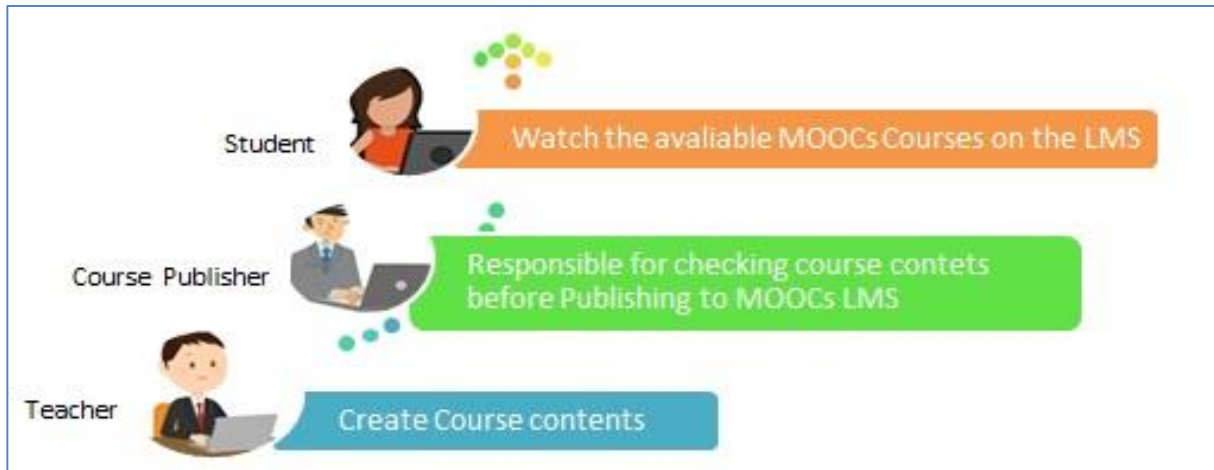 Student
Watch the avaliable MOOCs Courses on the LMS
Course Publisher
Responsible for checking course contets
before Publishing to MOOCs LMS
Teacher
Create Course contents